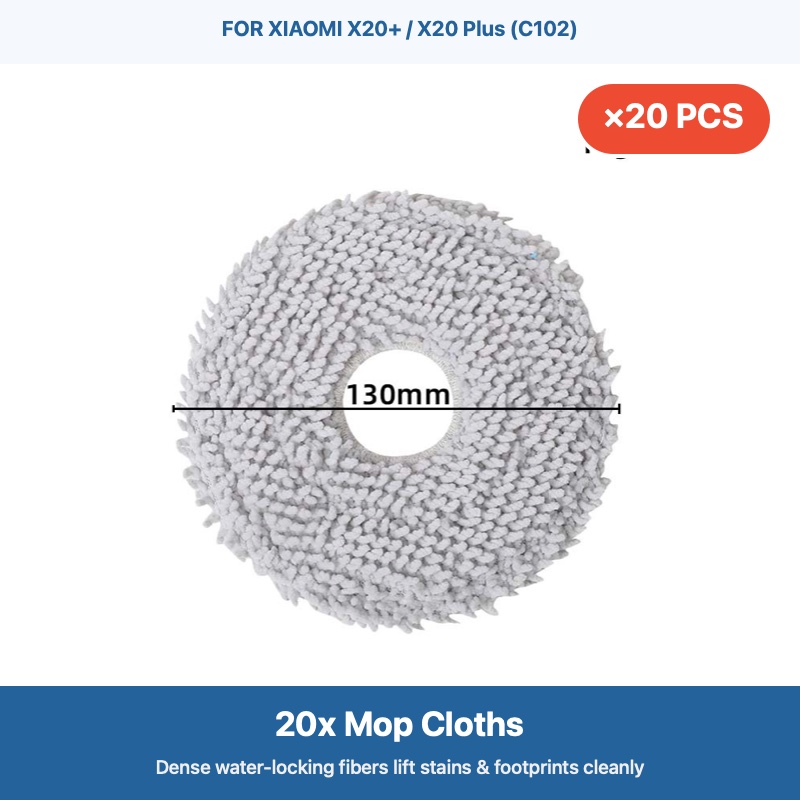 FOR XIAOMI X20+ / X20 Plus (C102)
×20 PCS
130mm
20x Mop Cloths
Dense water-locking fibers lift stains & footprints cleanly